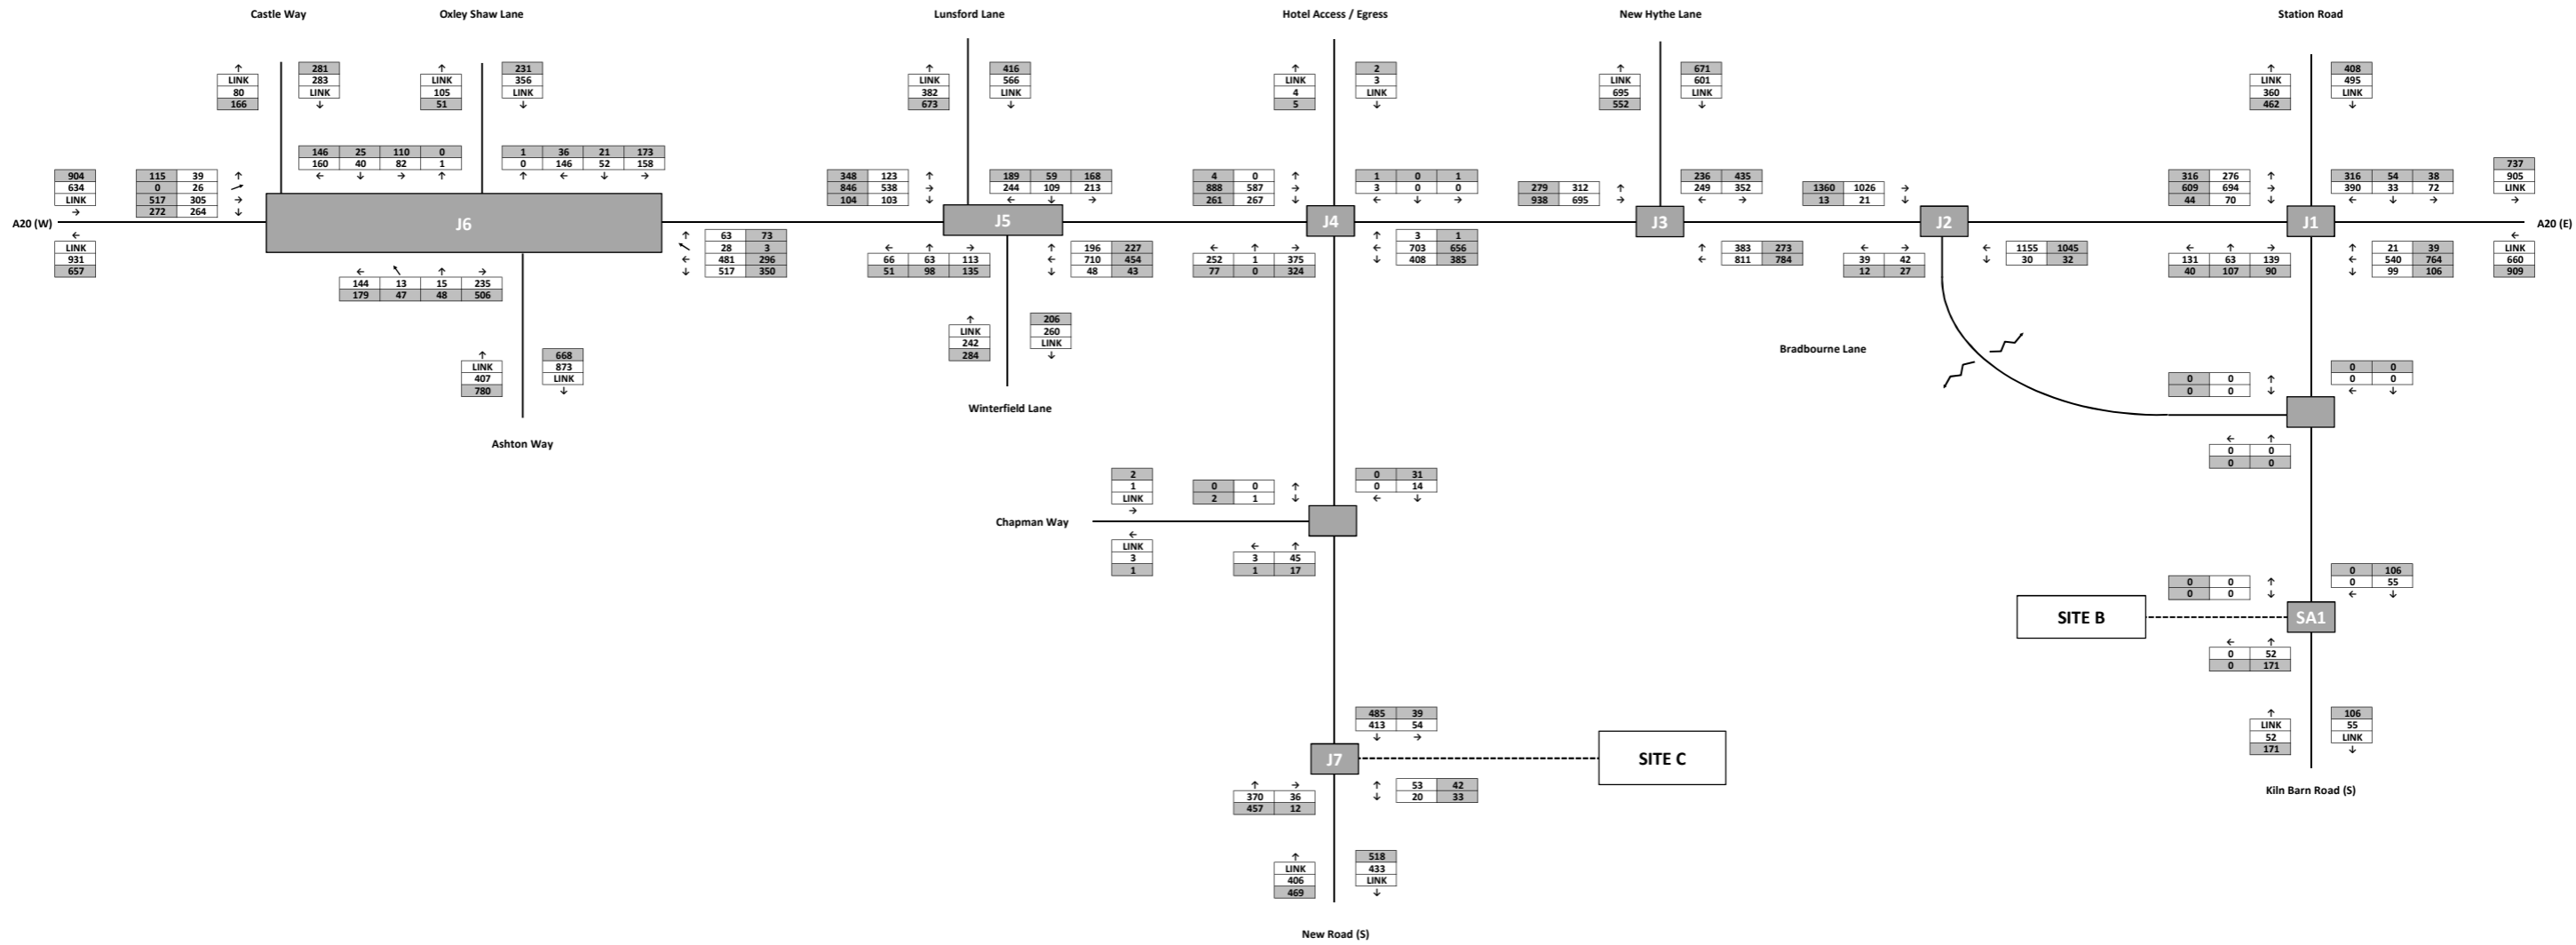 Castle Way
Oxley Shaw Lane
Lunsford Lane
Hotel Access / Egress
New Hythe Lane
Station Road
↑ LINK 80 166
281 283 LINK ↓
↑ LINK 105 51
231 356 LINK ↓
↑ LINK 382 673
416 566 LINK ↓
↑ LINK 4 5
2 3 LINK ↓
↑ LINK 695 552
671 601 LINK ↓
↑ LINK 360 462
408 495 LINK ↓
A20 (W)
904 634 LINK →
← LINK 931 657
115 39 ↑
0 26
517 305 →
272 264 ↓
146 25 110 0
160 40 82 1
← ↓ → ↑
1 36 21 173
0 146 52 158
↑ ← ↓ →
J6
← ↑ →
144 13 15 235
179 47 48 506
↑ 63 73
28 3
← 481 296
↓ 517 350
↑ LINK 407 780
668 873 LINK ↓
Ashton Way
348 123 ↑
846 538 →
104 103 ↓
189 59 168
244 109 213
← ↓ →
J5
← ↑ →
66 63 113
51 98 135
↑ 196 227
← 710 454
↓ 48 43
↑ LINK 242 284
206 260 LINK ↓
Winterfield Lane
4 0 ↑
888 587 →
261 267 ↓
1 0 1
3 0 0
← ↓ →
J4
← ↑ →
252 1 375
77 0 324
↑ 3 1
← 703 656
↓ 408 385
279 312 ↑
938 695 →
236 435
249 352
← →
J3
↑ 383 273
← 811 784
1360 1026 →
13 21 ↓
J2
← →
39 42
12 27
← 1155 1045
↓ 30 32
316 276 ↑
609 694 →
44 70 ↓
316 54 38
390 33 72
← ↓ →
J1
← ↑ →
131 63 139
40 107 90
↑ 21 39
← 540 764
↓ 99 106
737 905 LINK →
A20 (E)
← LINK 660 909
Bradbourne Lane
0 0 ↑
0 0 ↓
0 0
0 0
← ↓
← ↑
0 0
0 0
Chapman Way
2 1 LINK →
← LINK 3 1
0 0 ↑
2 1 ↓
0 31
0 14
← ↓
← ↑
3 45
1 17
SITE B
0 0 ↑
0 0 ↓
0 106
0 55
← ↓
SA1
← ↑
0 52
0 171
↑ LINK 52 171
106 55 LINK ↓
Kiln Barn Road (S)
485 39
413 54
↓ →
J7
SITE C
↑ →
370 36
457 12
↑ 53 42
↓ 20 33
↑ LINK 406 469
518 433 LINK ↓
New Road (S)